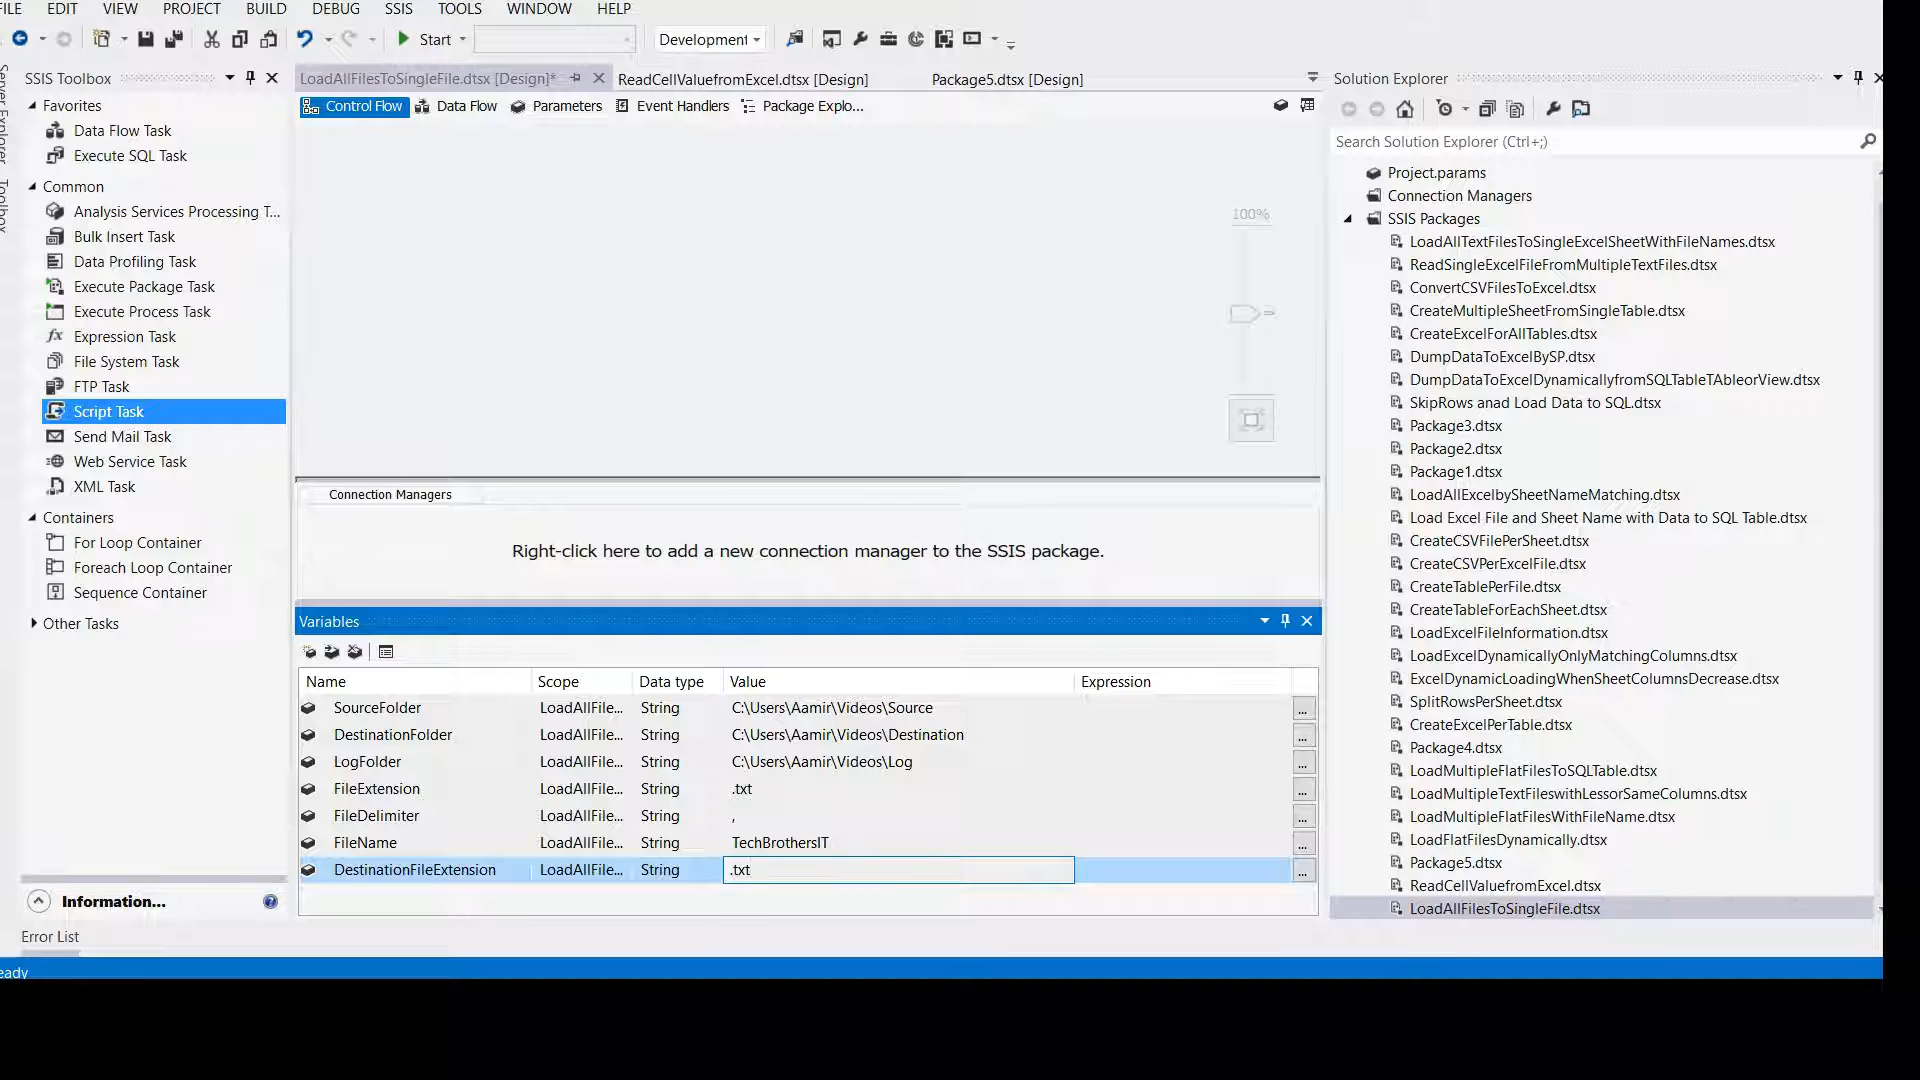 FILE EDIT VIEW PROJECT BUILD DEBUG SSIS TOOLS WINDOW HELP
Start Development
Server Explorer
Toolbox
SSIS Toolbox
Favorites
Data Flow Task
Execute SQL Task
Common
Analysis Services Processing T...
Bulk Insert Task
Data Profiling Task
Execute Package Task
Execute Process Task
Expression Task
File System Task
FTP Task
Script Task
Send Mail Task
Web Service Task
XML Task
Containers
For Loop Container
Foreach Loop Container
Sequence Container
Other Tasks
Information...
LoadAllFilesToSingleFile.dtsx [Design]* ReadCellValuefromExcel.dtsx [Design] Package5.dtsx [Design]
Control Flow Data Flow Parameters Event Handlers Package Explo...
100%
Connection Managers
Right-click here to add a new connection manager to the SSIS package.
Variables
Name Scope Data type Value Expression
SourceFolder LoadAllFile... String C:\Users\Aamir\Videos\Source ...
DestinationFolder LoadAllFile... String C:\Users\Aamir\Videos\Destination ...
LogFolder LoadAllFile... String C:\Users\Aamir\Videos\Log ...
FileExtension LoadAllFile... String .txt ...
FileDelimiter LoadAllFile... String , ...
FileName LoadAllFile... String TechBrothersIT ...
DestinationFileExtension LoadAllFile... String .txt ...
Solution Explorer
Search Solution Explorer (Ctrl+;)
Project.params
Connection Managers
SSIS Packages
LoadAllTextFilesToSingleExcelSheetWithFileNames.dtsx
ReadSingleExcelFileFromMultipleTextFiles.dtsx
ConvertCSVFilesToExcel.dtsx
CreateMultipleSheetFromSingleTable.dtsx
CreateExcelForAllTables.dtsx
DumpDataToExcelBySP.dtsx
DumpDataToExcelDynamicallyfromSQLTableTAbleorView.dtsx
SkipRows anad Load Data to SQL.dtsx
Package3.dtsx
Package2.dtsx
Package1.dtsx
LoadAllExcelbySheetNameMatching.dtsx
Load Excel File and Sheet Name with Data to SQL Table.dtsx
CreateCSVFilePerSheet.dtsx
CreateCSVPerExcelFile.dtsx
CreateTablePerFile.dtsx
CreateTableForEachSheet.dtsx
LoadExcelFileInformation.dtsx
LoadExcelDynamicallyOnlyMatchingColumns.dtsx
ExcelDynamicLoadingWhenSheetColumnsDecrease.dtsx
SplitRowsPerSheet.dtsx
CreateExcelPerTable.dtsx
Package4.dtsx
LoadMultipleFlatFilesToSQLTable.dtsx
LoadMultipleTextFileswithLessorSameColumns.dtsx
LoadMultipleFlatFilesWithFileName.dtsx
LoadFlatFilesDynamically.dtsx
Package5.dtsx
ReadCellValuefromExcel.dtsx
LoadAllFilesToSingleFile.dtsx
Error List
eady